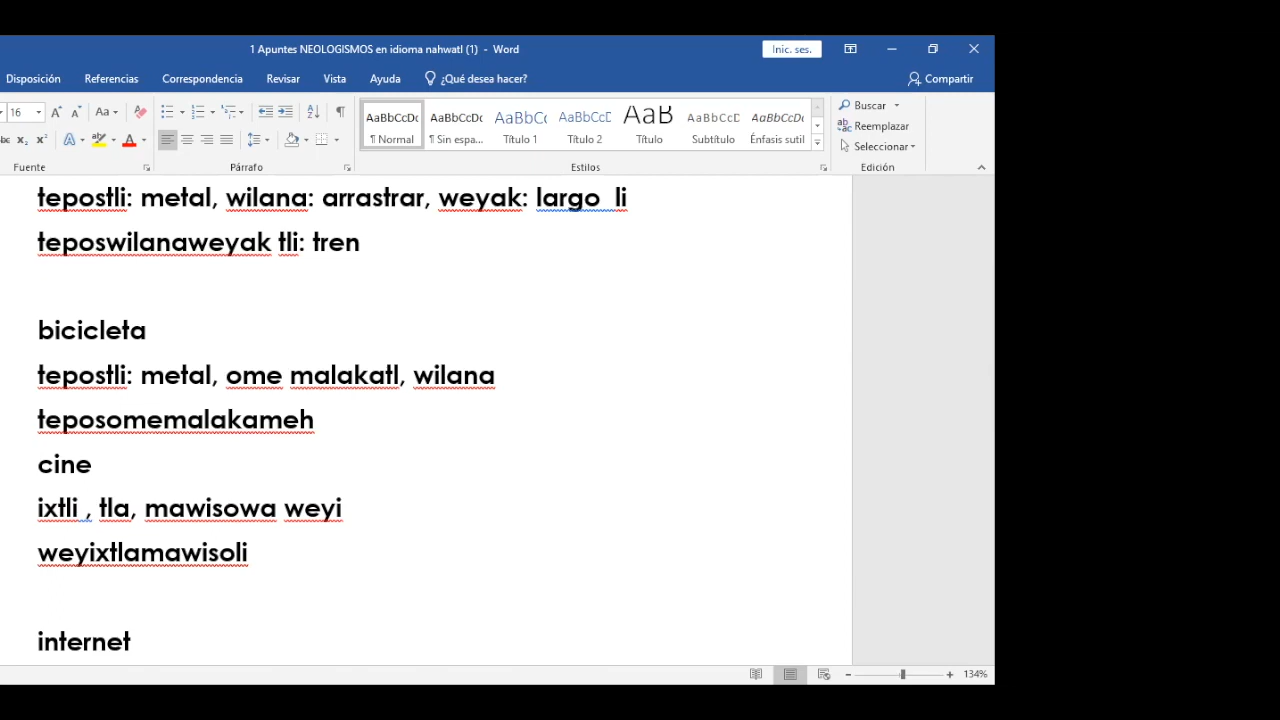 1 Apuntes NEOLOGISMOS en idioma nahwatl (1) - Word
Inic. ses.
Disposición Referencias Correspondencia Revisar Vista Ayuda ¿Qué desea hacer? Compartir
16 Aa
AaBbCcDc AaBbCcDc AaBbCc AaBbCcD AaB AaBbCcD AaBbCcDc
¶ Normal ¶ Sin espa... Título 1 Título 2 Título Subtítulo Énfasis sutil
Buscar
Reemplazar
Seleccionar
Fuente Párrafo Estilos Edición
tepostli: metal, wilana: arrastrar, weyak: largo li
teposwilanaweyak tli: tren
bicicleta
tepostli: metal, ome malakatl, wilana
teposomemalakameh
cine
ixtli , tla, mawisowa weyi
weyixtlamawisoli
internet
134%